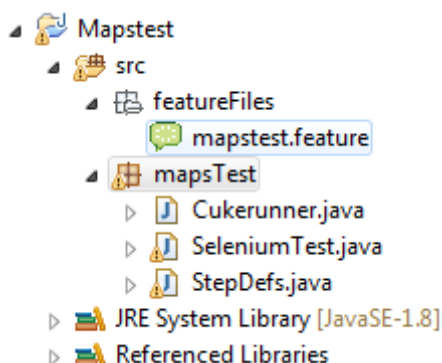 Mapstest
src
featureFiles
mapstest.feature
mapsTest
Cukerunner.java
SeleniumTest.java
StepDefs.java
JRE System Library [JavaSE-1.8]
Referenced Libraries